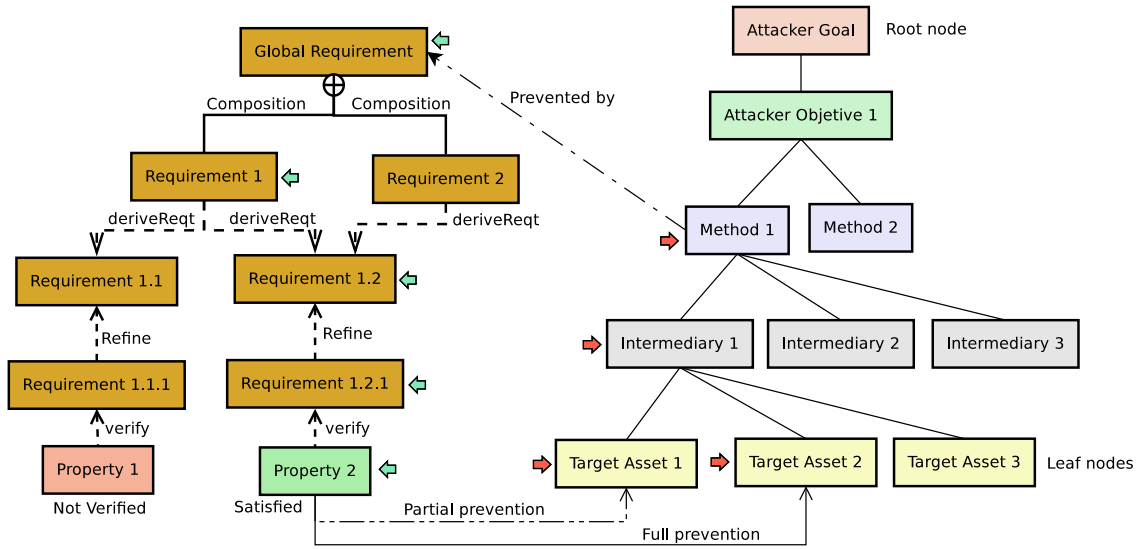 Attacker Goal
Root node
Global Requirement
Prevented by
Attacker Objetive 1
Composition
Composition
Requirement 1
Requirement 2
deriveReqt
deriveReqt
deriveReqt
Method 1
Method 2
Requirement 1.1
Requirement 1.2
Refine
Refine
Intermediary 1
Intermediary 2
Intermediary 3
Requirement 1.1.1
Requirement 1.2.1
verify
verify
Property 1
Property 2
Target Asset 1
Target Asset 2
Target Asset 3
Leaf nodes
Not Verified
Satisfied
Partial prevention
Full prevention